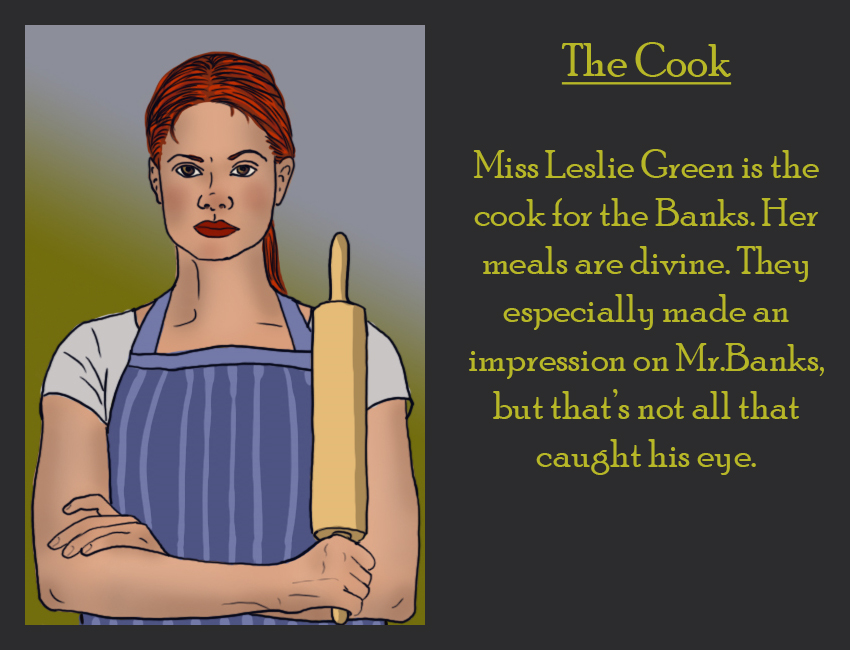 The Cook
Miss Leslie Green is the
cook for the Banks. Her
meals are divine. They
especially made an
impression on Mr.Banks,
but that's not all that
caught his eye.